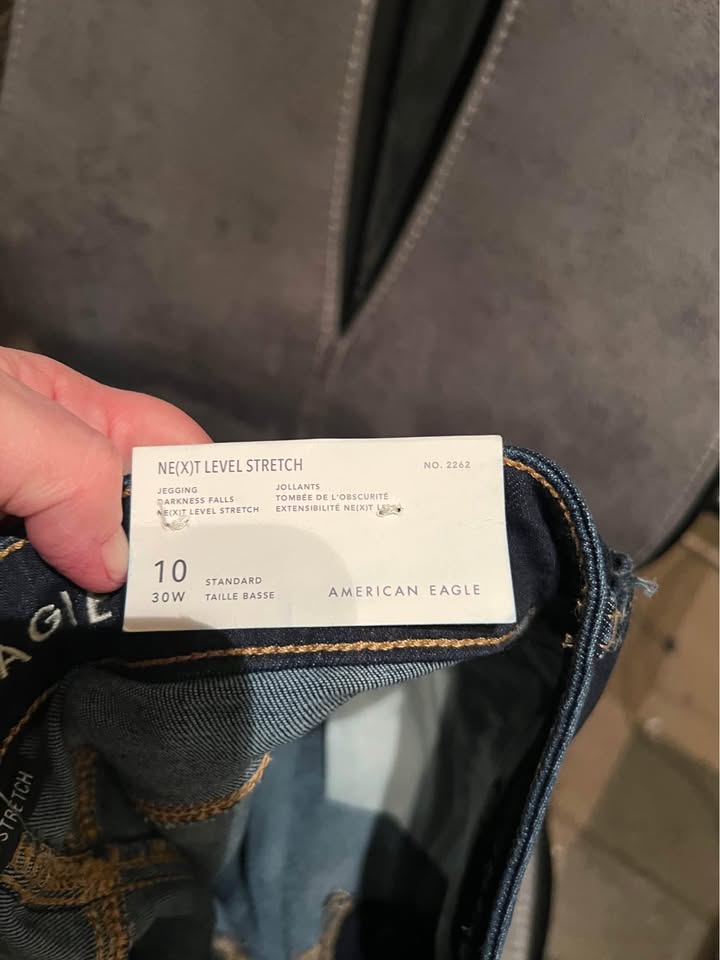 NE(X)T LEVEL STRETCH
NO. 2262
JEGGING
DARKNESS FALLS
NE(X)T LEVEL STRETCH
JOLLANTS
TOMBÉE DE L'OBSCURITÉ
EXTENSIBILITÉ NE(X)T
10
30W
STANDARD
TAILLE BASSE
AMERICAN EAGLE
STRETCH